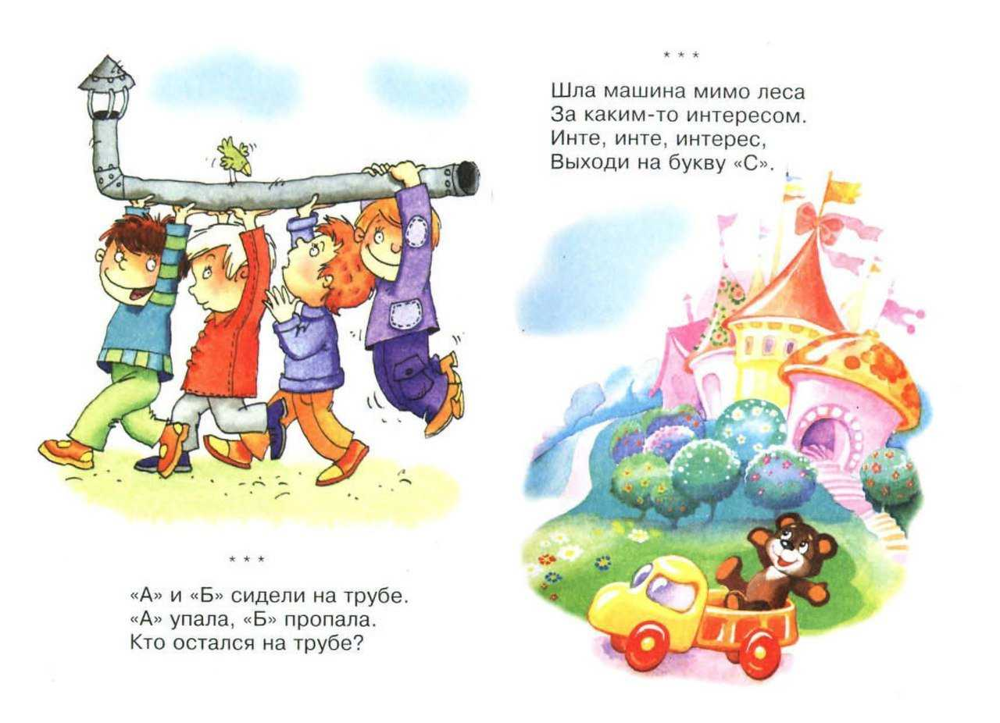 * * *
«А» и «Б» сидели на трубе.
«А» упала, «Б» пропала.
Кто остался на трубе?
* * *
Шла машина мимо леса
За каким-то интересом.
Инте, инте, интерес,
Выходи на букву «С».